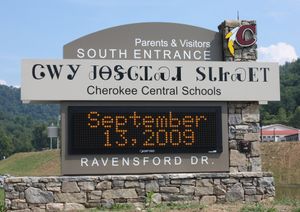 Parents & Visitors
SOUTH ENTRANCE
ᏣᎳᎩ
Cherokee Central Schools
September
13,2009
RAVENSFORD DR.